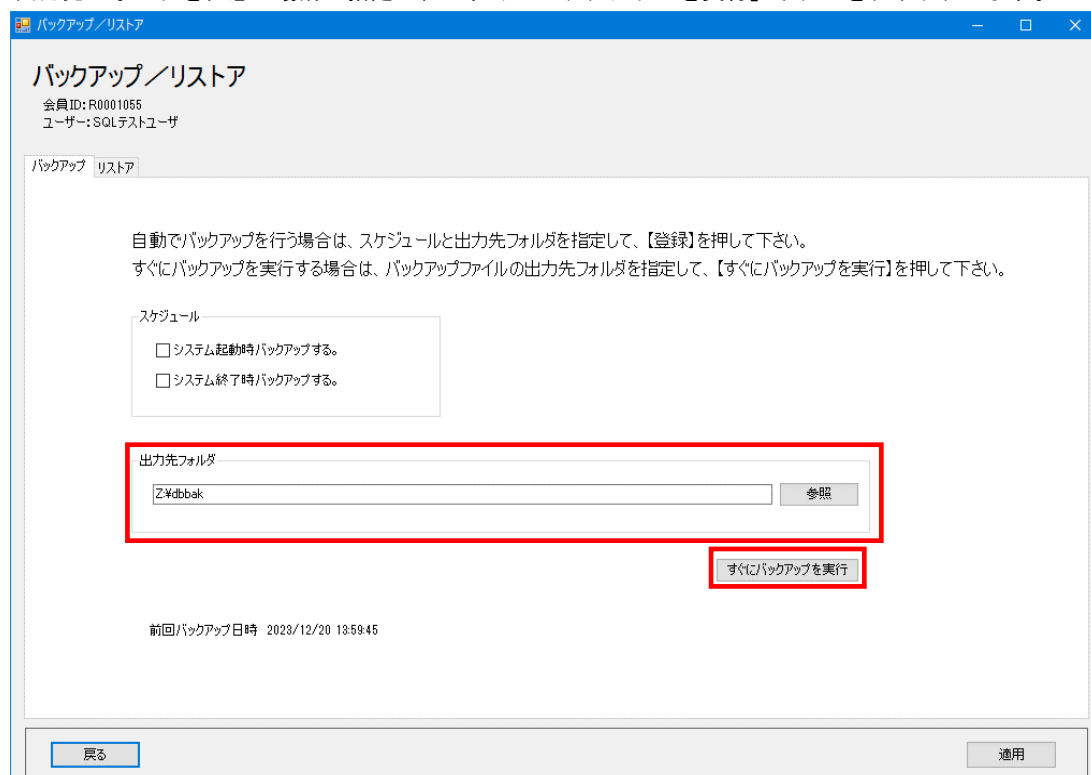 バックアップ／リストア
バックアップ／リストア
会員ID:R0001055
ユーザー:SQLテストユーザ
バックアップ リストア
自動でバックアップを行う場合は、スケジュールと出力先フォルダを指定して、【登録】を押して下さい。
すぐにバックアップを実行する場合は、バックアップファイルの出力先フォルダを指定して、【すぐにバックアップを実行】を押して下さい。
スケジュール
システム起動時バックアップする。
システム終了時バックアップする。
出力先フォルダ
Z:¥dbbak 参照
すぐにバックアップを実行
前回バックアップ日時 2023/12/20 13:59:45
戻る 適用